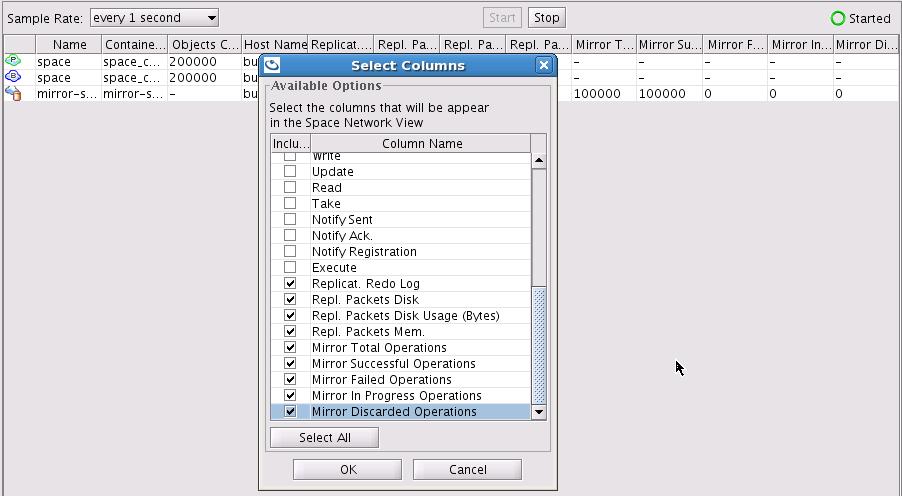 Sample Rate: every 1 second Start Stop Started
Name Containe... Objects C... Host Name Replicat.... Repl. Pa... Repl. Pa... Repl. Pa... Mirror T... Mirror Su... Mirror F... Mirror In... Mirror Di...
P space space_c... 200000 bu – – – – –
B space space_c... 200000 bu – – – – –
mirror-s... mirror-s... – bu 100000 100000 0 0 0
Select Columns
Available Options
Select the columns that will be appear
in the Space Network View
Inclu... Column Name
Write
Update
Read
Take
Notify Sent
Notify Ack.
Notify Registration
Execute
Replicat. Redo Log
Repl. Packets Disk
Repl. Packets Disk Usage (Bytes)
Repl. Packets Mem.
Mirror Total Operations
Mirror Successful Operations
Mirror Failed Operations
Mirror In Progress Operations
Mirror Discarded Operations
Select All
OK Cancel